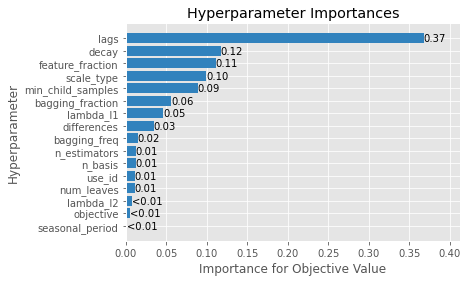 Hyperparameter Importances
Hyperparameter
lags 0.37
decay 0.12
feature_fraction 0.11
scale_type 0.10
min_child_samples 0.09
bagging_fraction 0.06
lambda_l1 0.05
differences 0.03
bagging_freq 0.02
n_estimators 0.01
n_basis 0.01
use_id 0.01
num_leaves 0.01
lambda_l2 <0.01
objective <0.01
seasonal_period <0.01
0.00 0.05 0.10 0.15 0.20 0.25 0.30 0.35 0.40
Importance for Objective Value